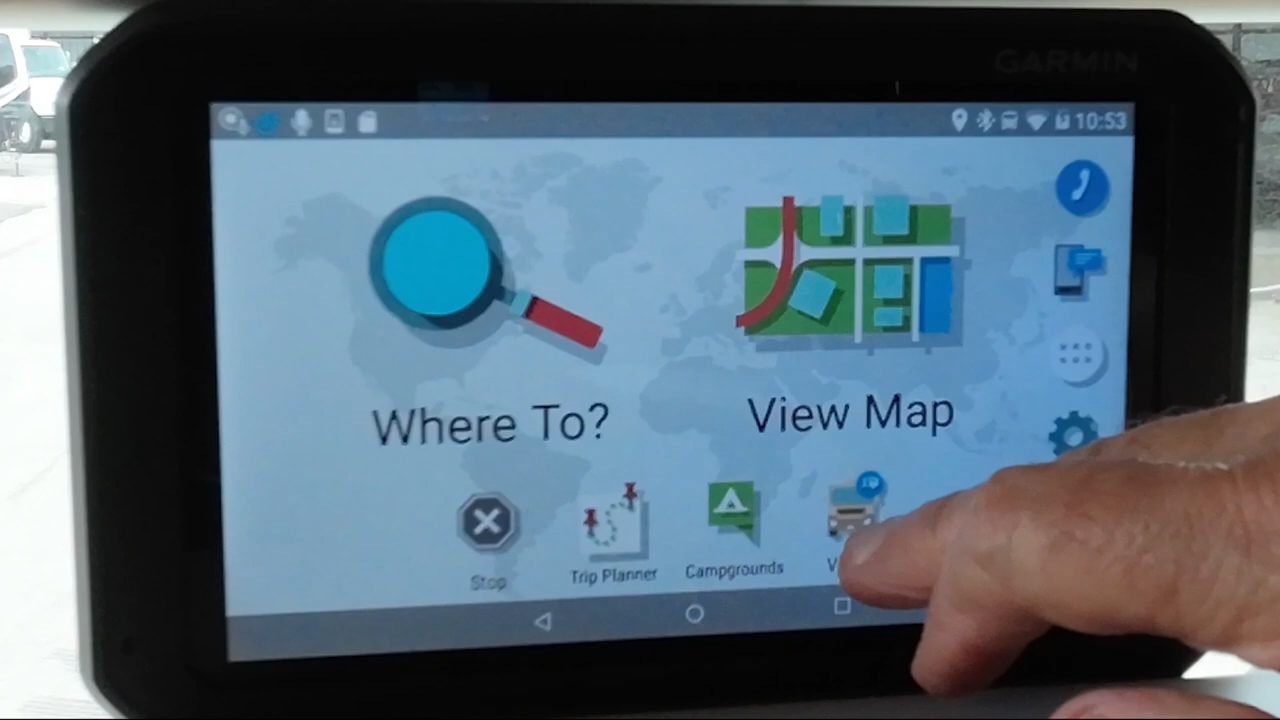 GARMIN
10:53
Where To?
View Map
Stop
Trip Planner
Campgrounds